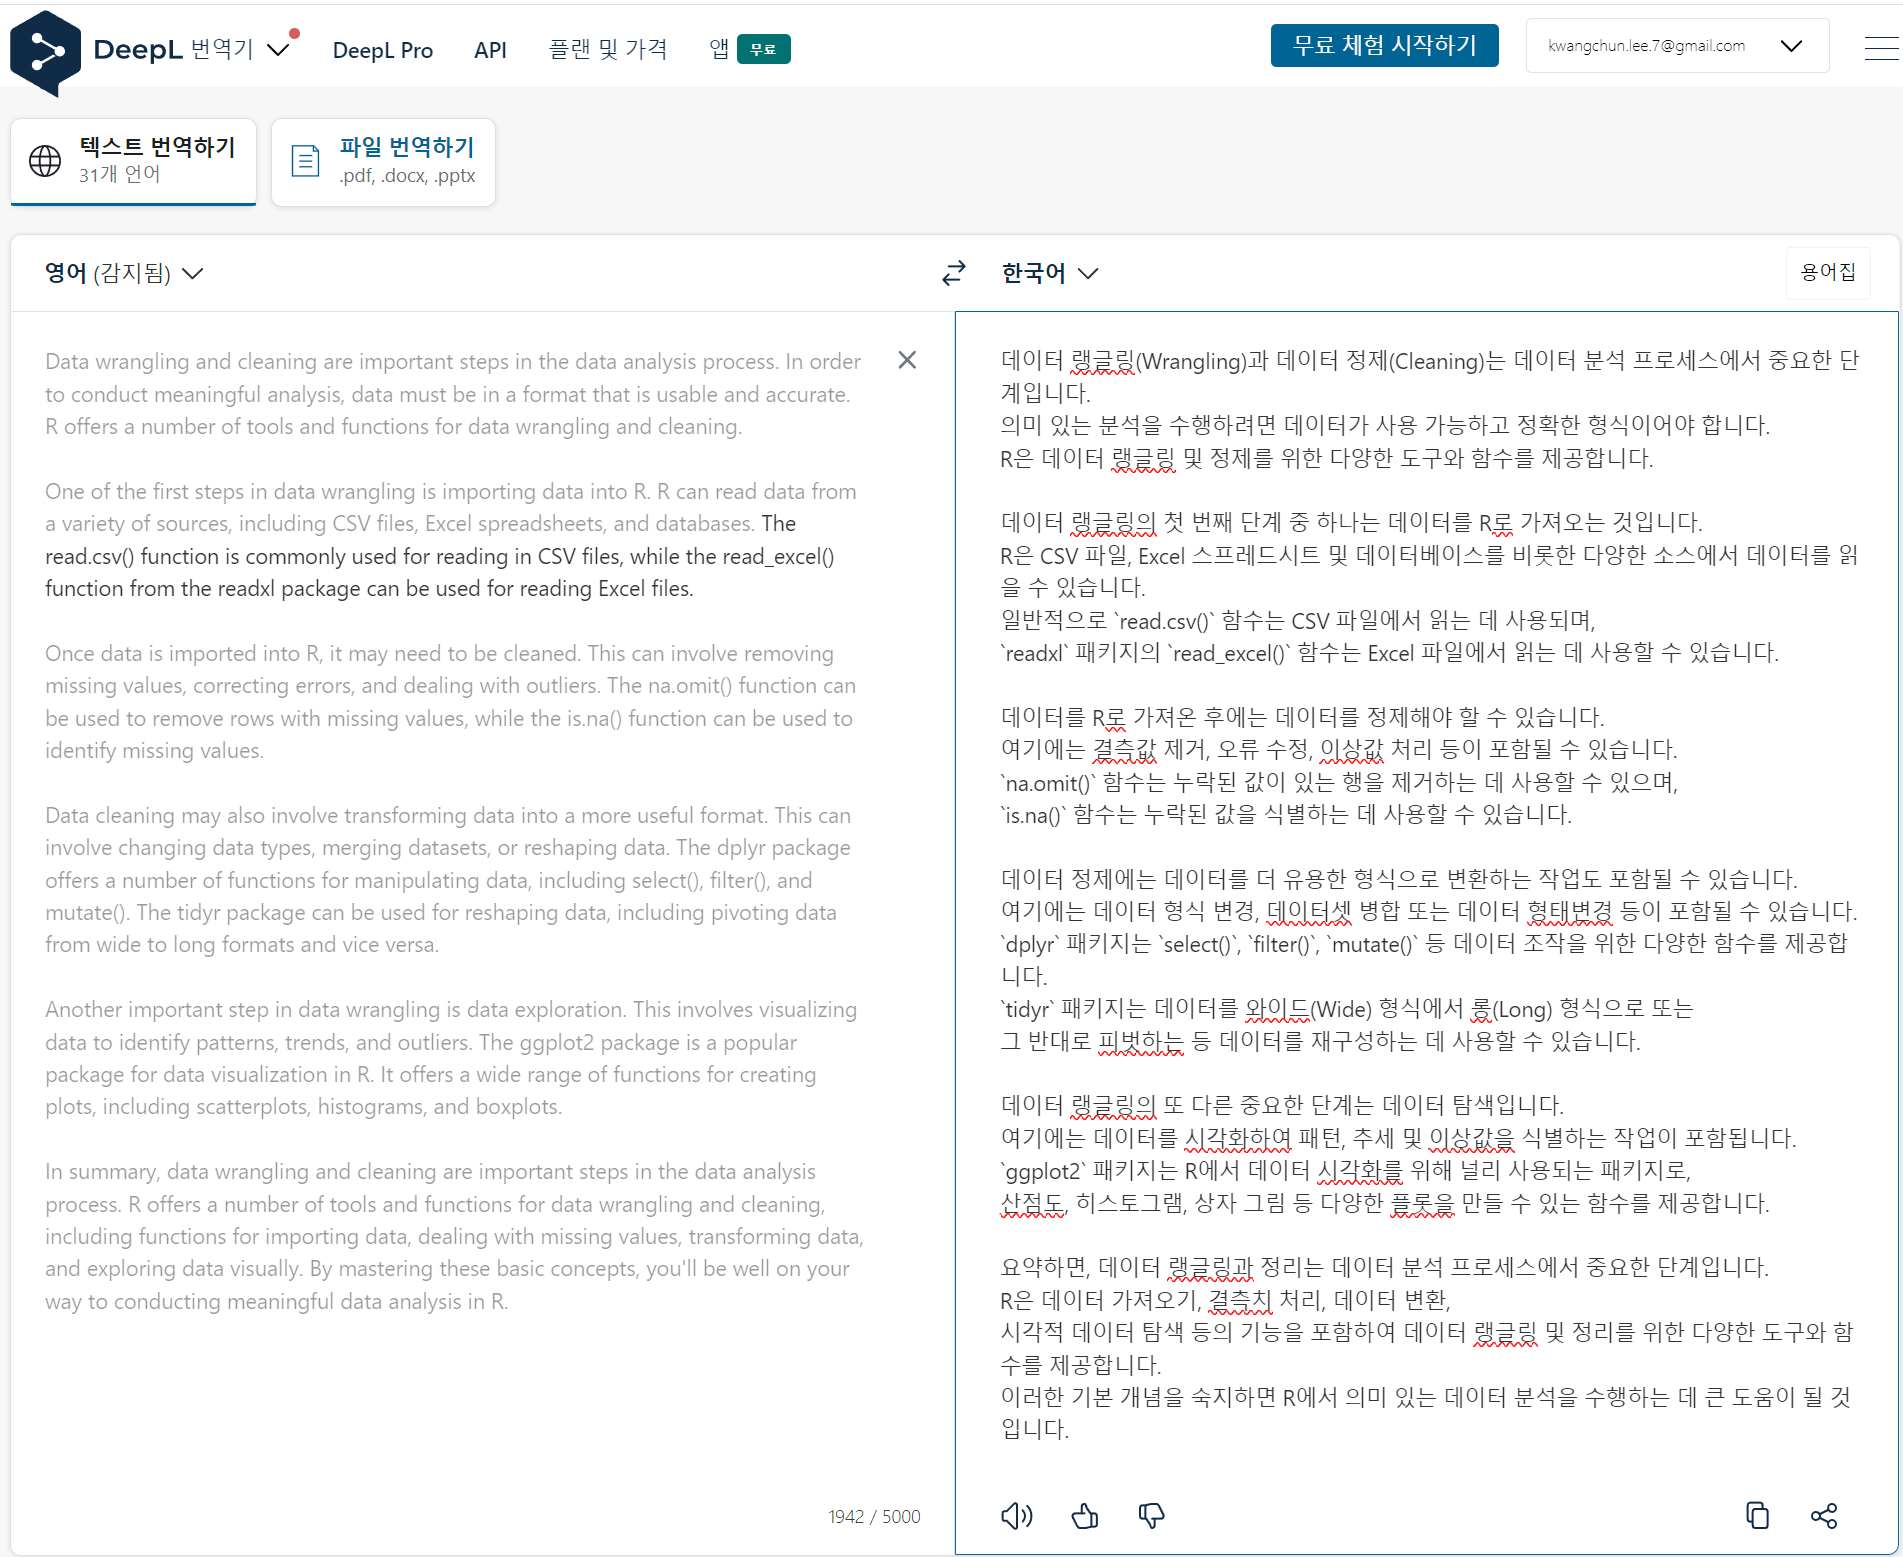 DeepL 번역기
DeepL Pro
API
플랜 및 가격
앱 무료
무료 체험 시작하기
kwangchun.lee.7@gmail.com
텍스트 번역하기
31개 언어
파일 번역하기
.pdf, .docx, .pptx
영어 (감지됨)
한국어
용어집
Data wrangling and cleaning are important steps in the data analysis process. In order
to conduct meaningful analysis, data must be in a format that is usable and accurate.
R offers a number of tools and functions for data wrangling and cleaning.
One of the first steps in data wrangling is importing data into R. R can read data from
a variety of sources, including CSV files, Excel spreadsheets, and databases. The
read.csv() function is commonly used for reading in CSV files, while the read_excel()
function from the readxl package can be used for reading Excel files.
Once data is imported into R, it may need to be cleaned. This can involve removing
missing values, correcting errors, and dealing with outliers. The na.omit() function can
be used to remove rows with missing values, while the is.na() function can be used to
identify missing values.
Data cleaning may also involve transforming data into a more useful format. This can
involve changing data types, merging datasets, or reshaping data. The dplyr package
offers a number of functions for manipulating data, including select(), filter(), and
mutate(). The tidyr package can be used for reshaping data, including pivoting data
from wide to long formats and vice versa.
Another important step in data wrangling is data exploration. This involves visualizing
data to identify patterns, trends, and outliers. The ggplot2 package is a popular
package for data visualization in R. It offers a wide range of functions for creating
plots, including scatterplots, histograms, and boxplots.
In summary, data wrangling and cleaning are important steps in the data analysis
process. R offers a number of tools and functions for data wrangling and cleaning,
including functions for importing data, dealing with missing values, transforming data,
and exploring data visually. By mastering these basic concepts, you'll be well on your
way to conducting meaningful data analysis in R.
1942 / 5000
데이터 랭글링(Wrangling)과 데이터 정제(Cleaning)는 데이터 분석 프로세스에서 중요한 단
계입니다.
의미 있는 분석을 수행하려면 데이터가 사용 가능하고 정확한 형식이어야 합니다.
R은 데이터 랭글링 및 정제를 위한 다양한 도구와 함수를 제공합니다.
데이터 랭글링의 첫 번째 단계 중 하나는 데이터를 R로 가져오는 것입니다.
R은 CSV 파일, Excel 스프레드시트 및 데이터베이스를 비롯한 다양한 소스에서 데이터를 읽
을 수 있습니다.
일반적으로 `read.csv()` 함수는 CSV 파일에서 읽는 데 사용되며,
`readxl` 패키지의 `read_excel()` 함수는 Excel 파일에서 읽는 데 사용할 수 있습니다.
데이터를 R로 가져온 후에는 데이터를 정제해야 할 수 있습니다.
여기에는 결측값 제거, 오류 수정, 이상값 처리 등이 포함될 수 있습니다.
`na.omit()` 함수는 누락된 값이 있는 행을 제거하는 데 사용할 수 있으며,
`is.na()` 함수는 누락된 값을 식별하는 데 사용할 수 있습니다.
데이터 정제에는 데이터를 더 유용한 형식으로 변환하는 작업도 포함될 수 있습니다.
여기에는 데이터 형식 변경, 데이터셋 병합 또는 데이터 형태변경 등이 포함될 수 있습니다.
`dplyr` 패키지는 `select()`, `filter()`, `mutate()` 등 데이터 조작을 위한 다양한 함수를 제공합
니다.
`tidyr` 패키지는 데이터를 와이드(Wide) 형식에서 롱(Long) 형식으로 또는
그 반대로 피벗하는 등 데이터를 재구성하는 데 사용할 수 있습니다.
데이터 랭글링의 또 다른 중요한 단계는 데이터 탐색입니다.
여기에는 데이터를 시각화하여 패턴, 추세 및 이상값을 식별하는 작업이 포함됩니다.
`ggplot2` 패키지는 R에서 데이터 시각화를 위해 널리 사용되는 패키지로,
산점도, 히스토그램, 상자 그림 등 다양한 플롯을 만들 수 있는 함수를 제공합니다.
요약하면, 데이터 랭글링과 정리는 데이터 분석 프로세스에서 중요한 단계입니다.
R은 데이터 가져오기, 결측치 처리, 데이터 변환,
시각적 데이터 탐색 등의 기능을 포함하여 데이터 랭글링 및 정리를 위한 다양한 도구와 함
수를 제공합니다.
이러한 기본 개념을 숙지하면 R에서 의미 있는 데이터 분석을 수행하는 데 큰 도움이 될 것
입니다.